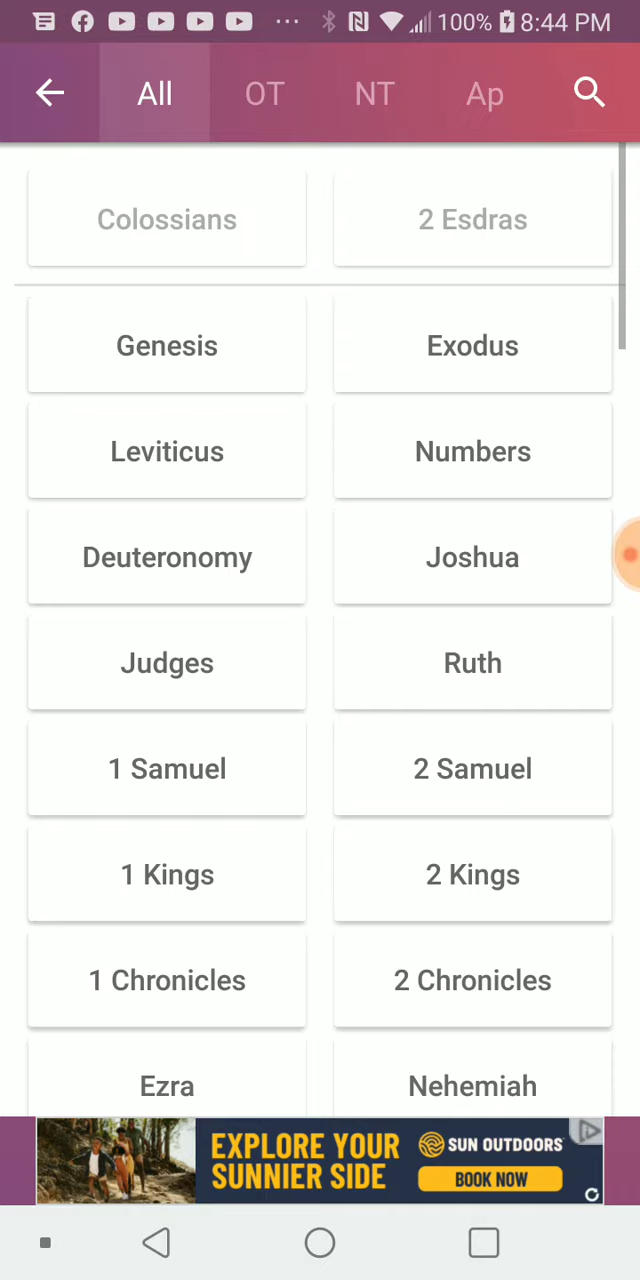 100% 8:44 PM
All OT NT Ap
Colossians 2 Esdras
Genesis Exodus
Leviticus Numbers
Deuteronomy Joshua
Judges Ruth
1 Samuel 2 Samuel
1 Kings 2 Kings
1 Chronicles 2 Chronicles
Ezra Nehemiah
EXPLORE YOUR
SUNNIER SIDE
SUN OUTDOORS
BOOK NOW